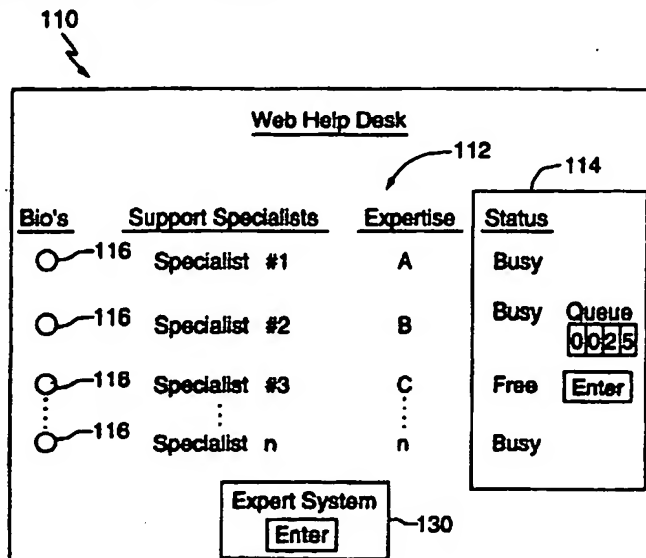 110
Web Help Desk
112
114
Bio's Support Specialists Expertise Status
116 Specialist #1 A Busy
116 Specialist #2 B Busy Queue
0025
118 Specialist #3 C Free Enter
116 Specialist n n Busy
Expert System
Enter
130